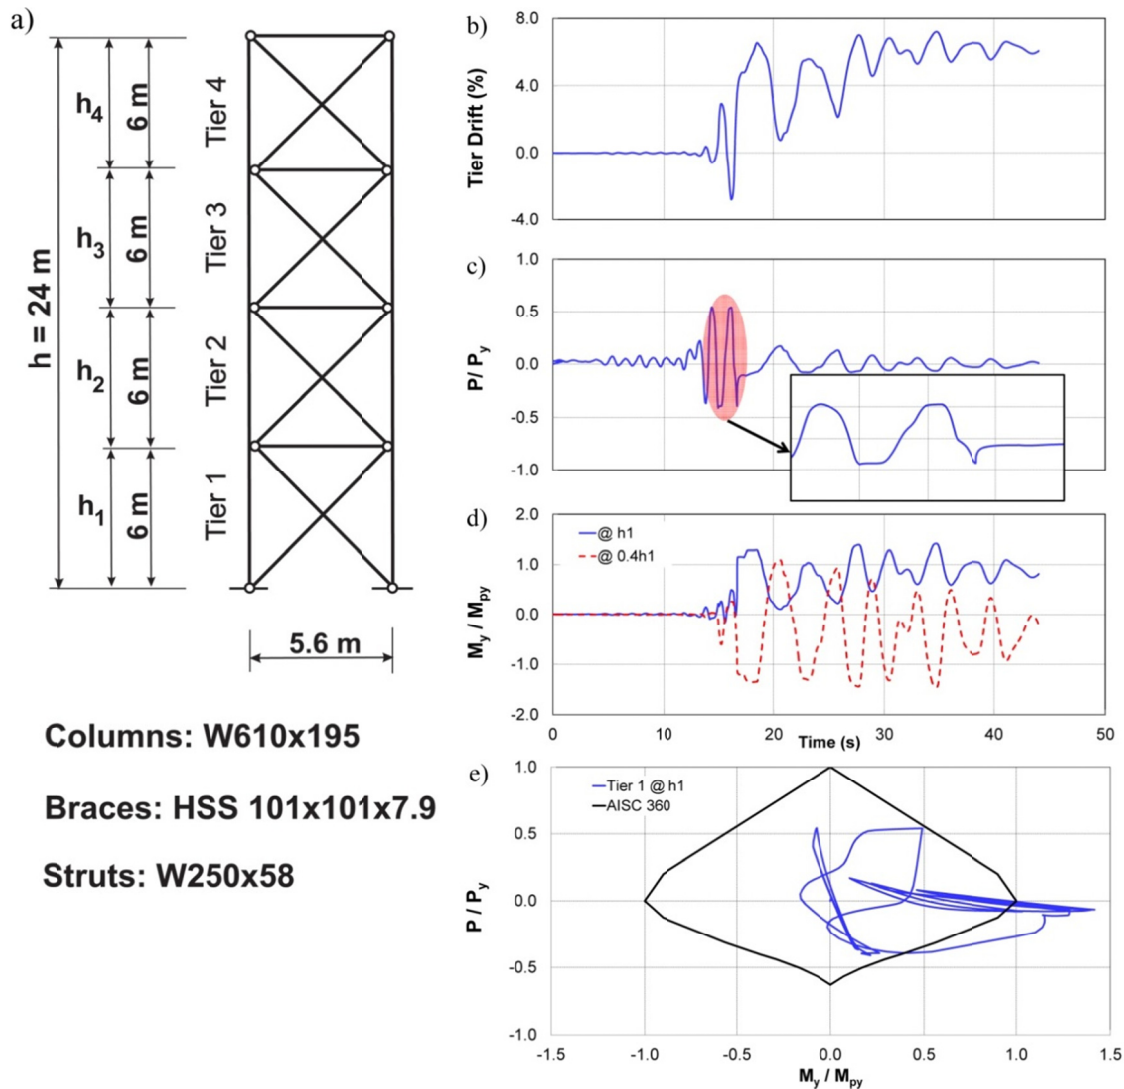 a)
h = 24 m
h4
6 m
Tier 4
h3
6 m
Tier 3
h2
6 m
Tier 2
h1
6 m
Tier 1
5.6 m
Columns: W610x195
Braces: HSS 101x101x7.9
Struts: W250x58
b)
Tier Drift (%)
8.0
4.0
0.0
-4.0
c)
P/ Py
1.0
0.5
0.0
-0.5
-1.0
d)
My / Mpy
2.0
1.0
0.0
-1.0
-2.0
@ h1
@ 0.4h1
0 10 20 30 40 50
Time (s)
e)
P / Py
1.0
0.5
0.0
-0.5
-1.0
Tier 1 @ h1
AISC 360
-1.5 -1.0 -0.5 0.0 0.5 1.0 1.5
My / Mpy